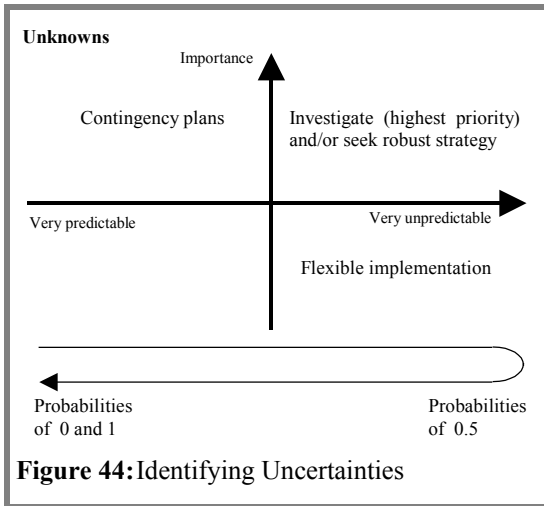 Unknowns
Importance
Contingency plans
Investigate (highest priority)
and/or seek robust strategy
Very predictable
Very unpredictable
Flexible implementation
Probabilities
of 0 and 1
Probabilities
of 0.5
Figure 44: Identifying Uncertainties